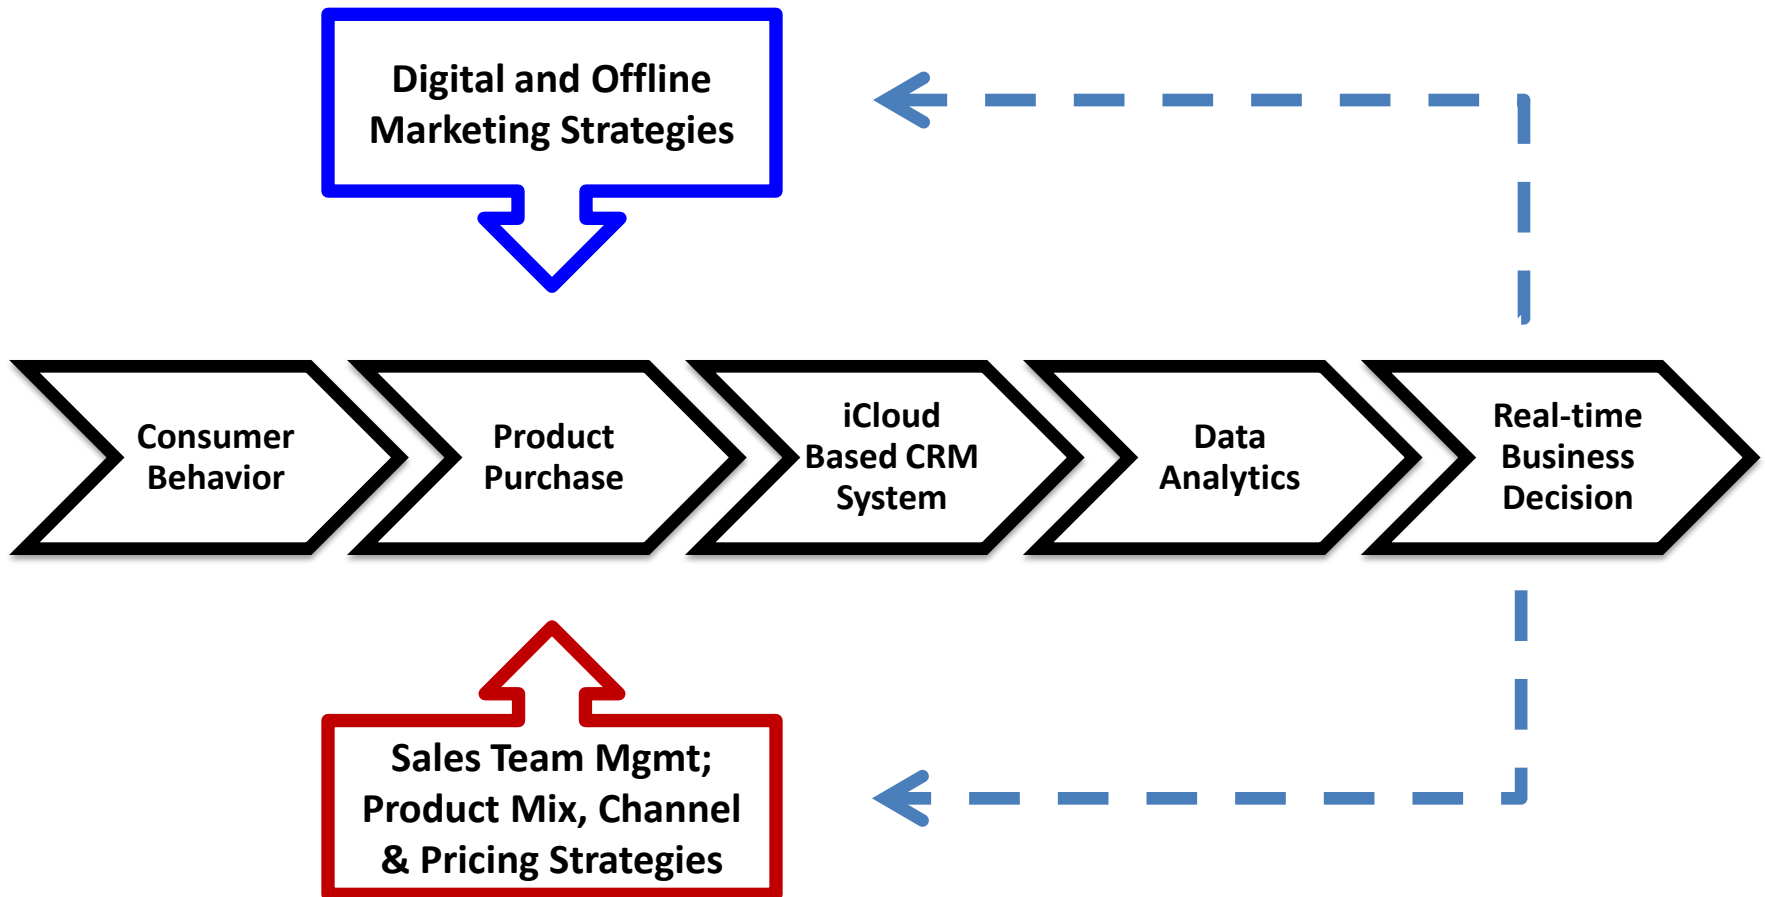 Digital and Offline
Marketing Strategies
Consumer
Behavior
Product
Purchase
iCloud
Based CRM
System
Data
Analytics
Real-time
Business
Decision
Sales Team Mgmt;
Product Mix, Channel
& Pricing Strategies